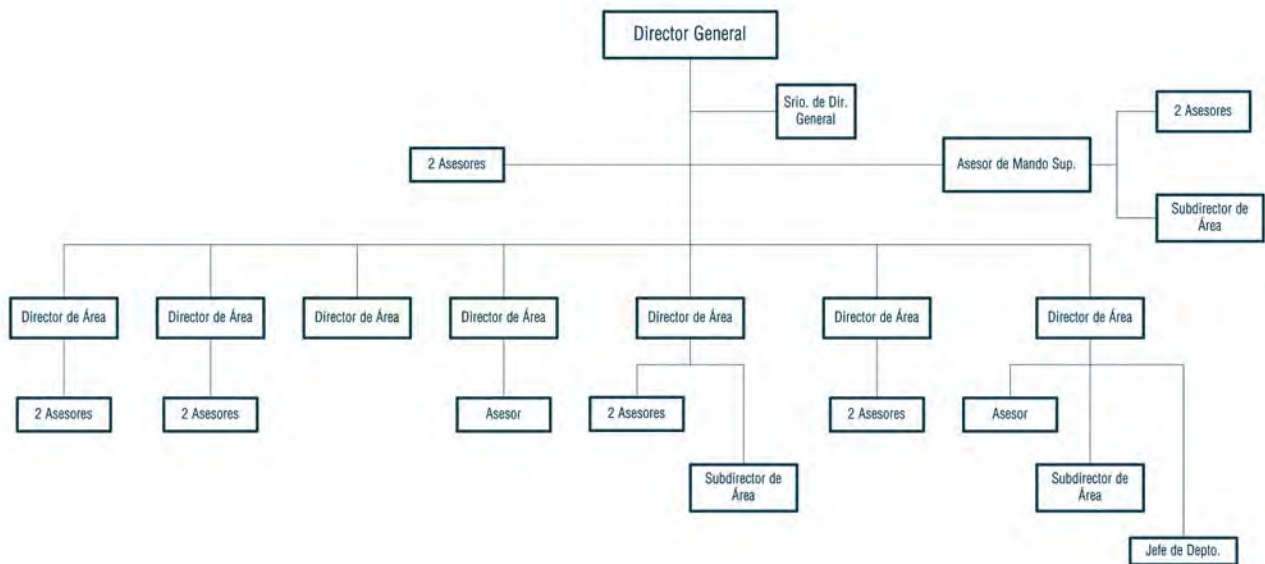 Director General
Srio. de Dir.
General
2 Asesores
2 Asesores
Asesor de Mando Sup.
Subdirector de
Área
Director de Área
Director de Área
Director de Área
Director de Área
Director de Área
Director de Área
Director de Área
2 Asesores
2 Asesores
Asesor
2 Asesores
2 Asesores
Asesor
Subdirector de
Área
Subdirector de
Área
Jefe de Depto.